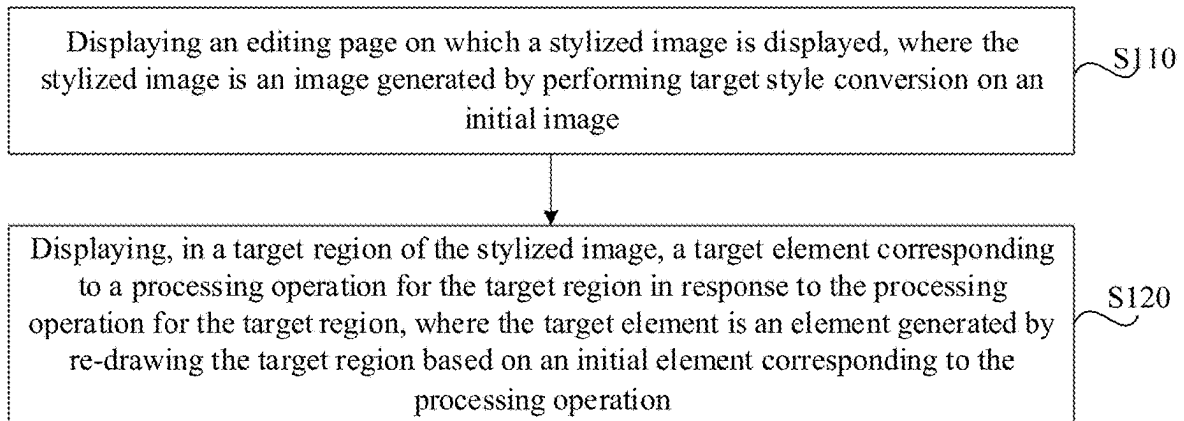 Displaying an editing page on which a stylized image is displayed, where the
stylized image is an image generated by performing target style conversion on an
initial image
S110
Displaying, in a target region of the stylized image, a target element corresponding
to a processing operation for the target region in response to the processing
operation for the target region, where the target element is an element generated by
re-drawing the target region based on an initial element corresponding to the
processing operation
S120